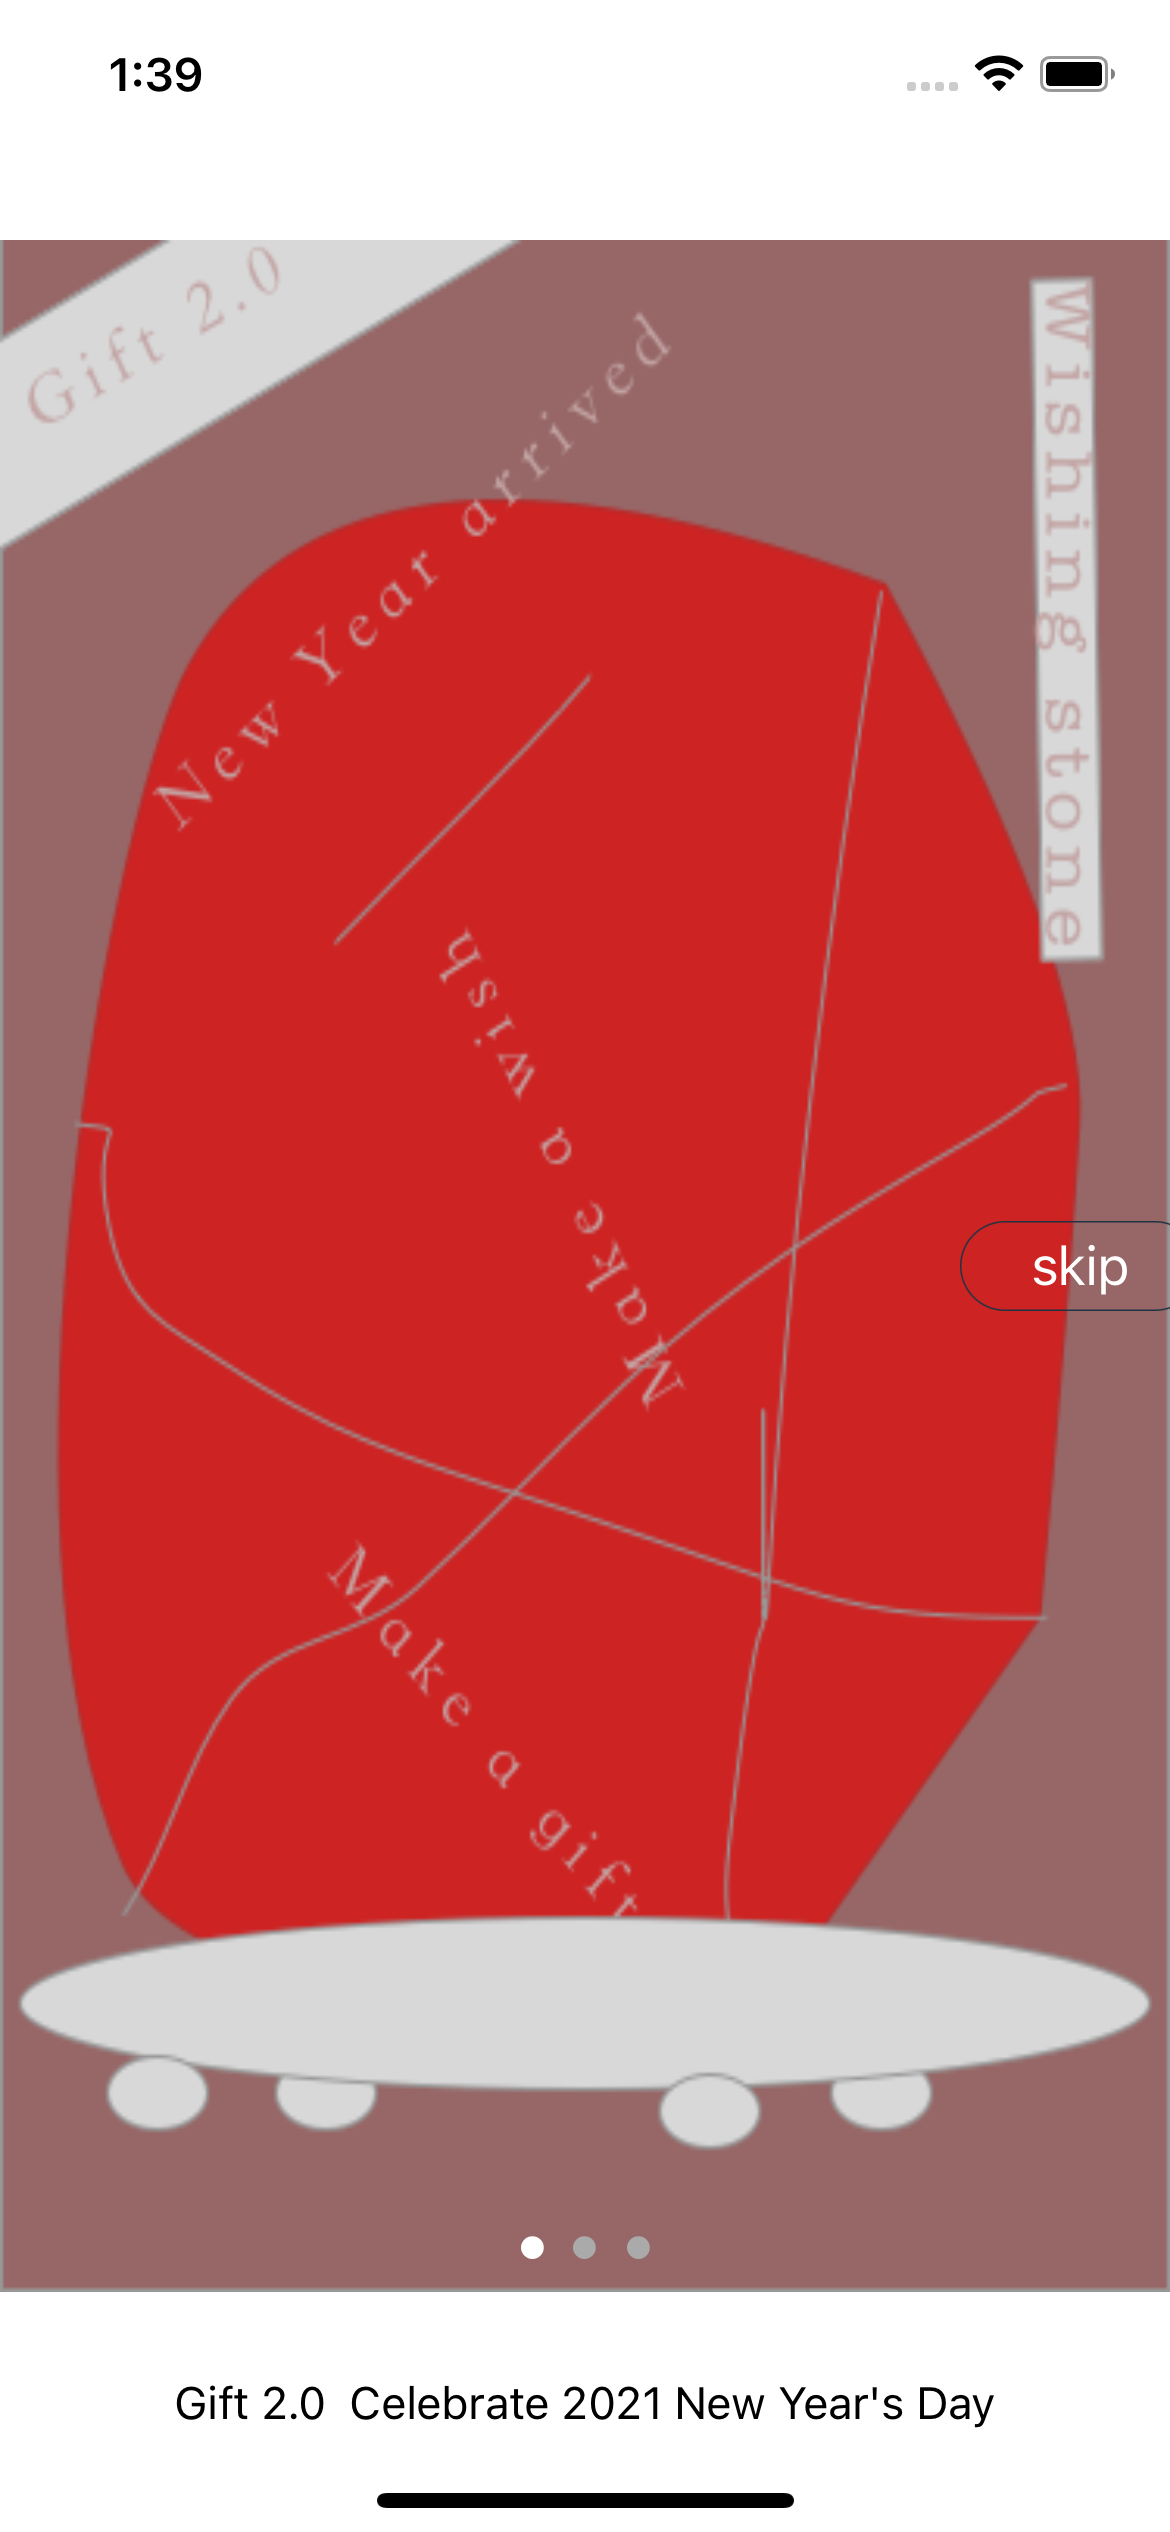 1:39
Gift 2.0
New Year arrived
Wishing stone
Make a wish
skip
Make a gift
Gift 2.0  Celebrate 2021 New Year's Day